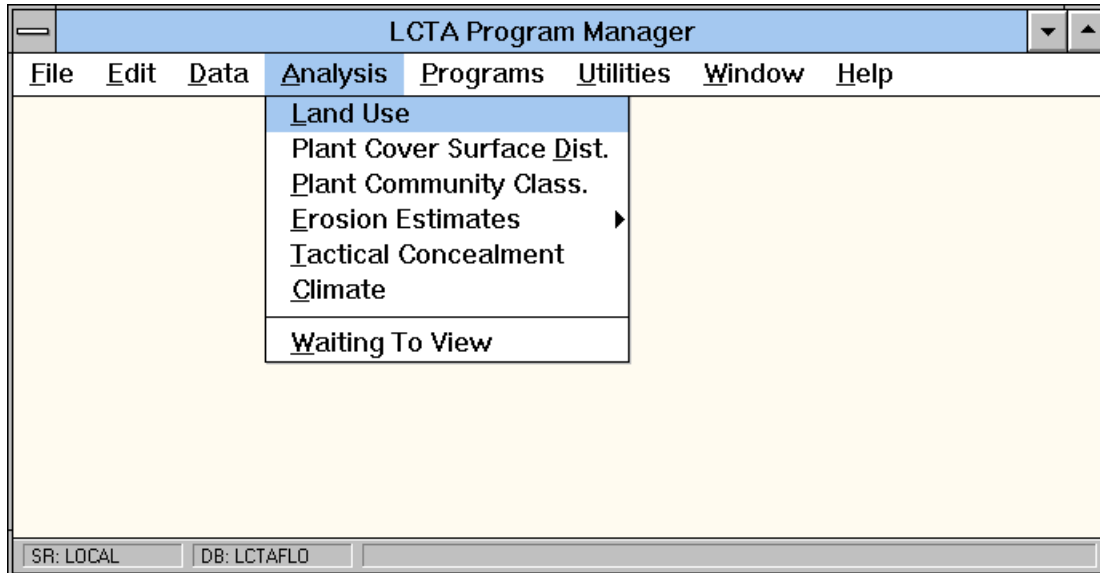 LCTA Program Manager
File Edit Data Analysis Programs Utilities Window Help
Land Use
Plant Cover Surface Dist.
Plant Community Class.
Erosion Estimates
Tactical Concealment
Climate
Waiting To View
SR: LOCAL DB: LCTAFLO